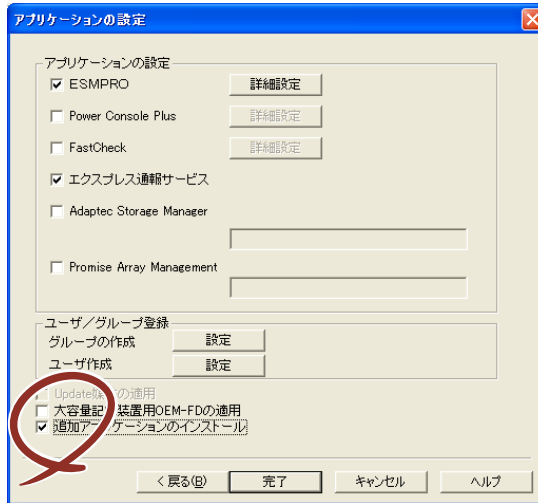 アプリケーションの設定
アプリケーションの設定
ESMPRO 詳細設定
Power Console Plus 詳細設定
FastCheck 詳細設定
エクスプレス通報サービス
Adaptec Storage Manager
Promise Array Management
ユーザ/グループ登録
グループの作成 設定
ユーザ作成 設定
Update の適用
大容量記 装置用OEM-FDの適用
追加ア ケーションのインストール
< 戻る(B) 完了 キャンセル ヘルプ